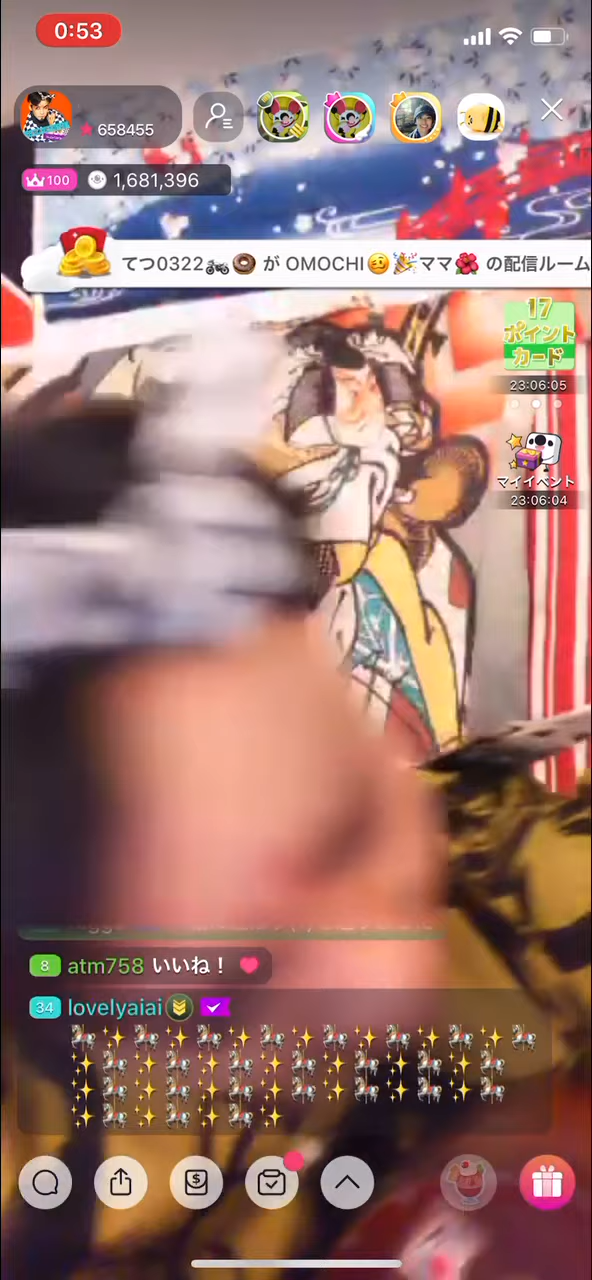 0:53
658455
100 1,681,396
てつ0322🏍🍩 が OMOCHI🥴🎉ママ🌺 の配信ルーム
17
ポイント
カード
23:06:05
マイイベント
23:06:04
8 atm758 いいね！
34 lovelyaiai